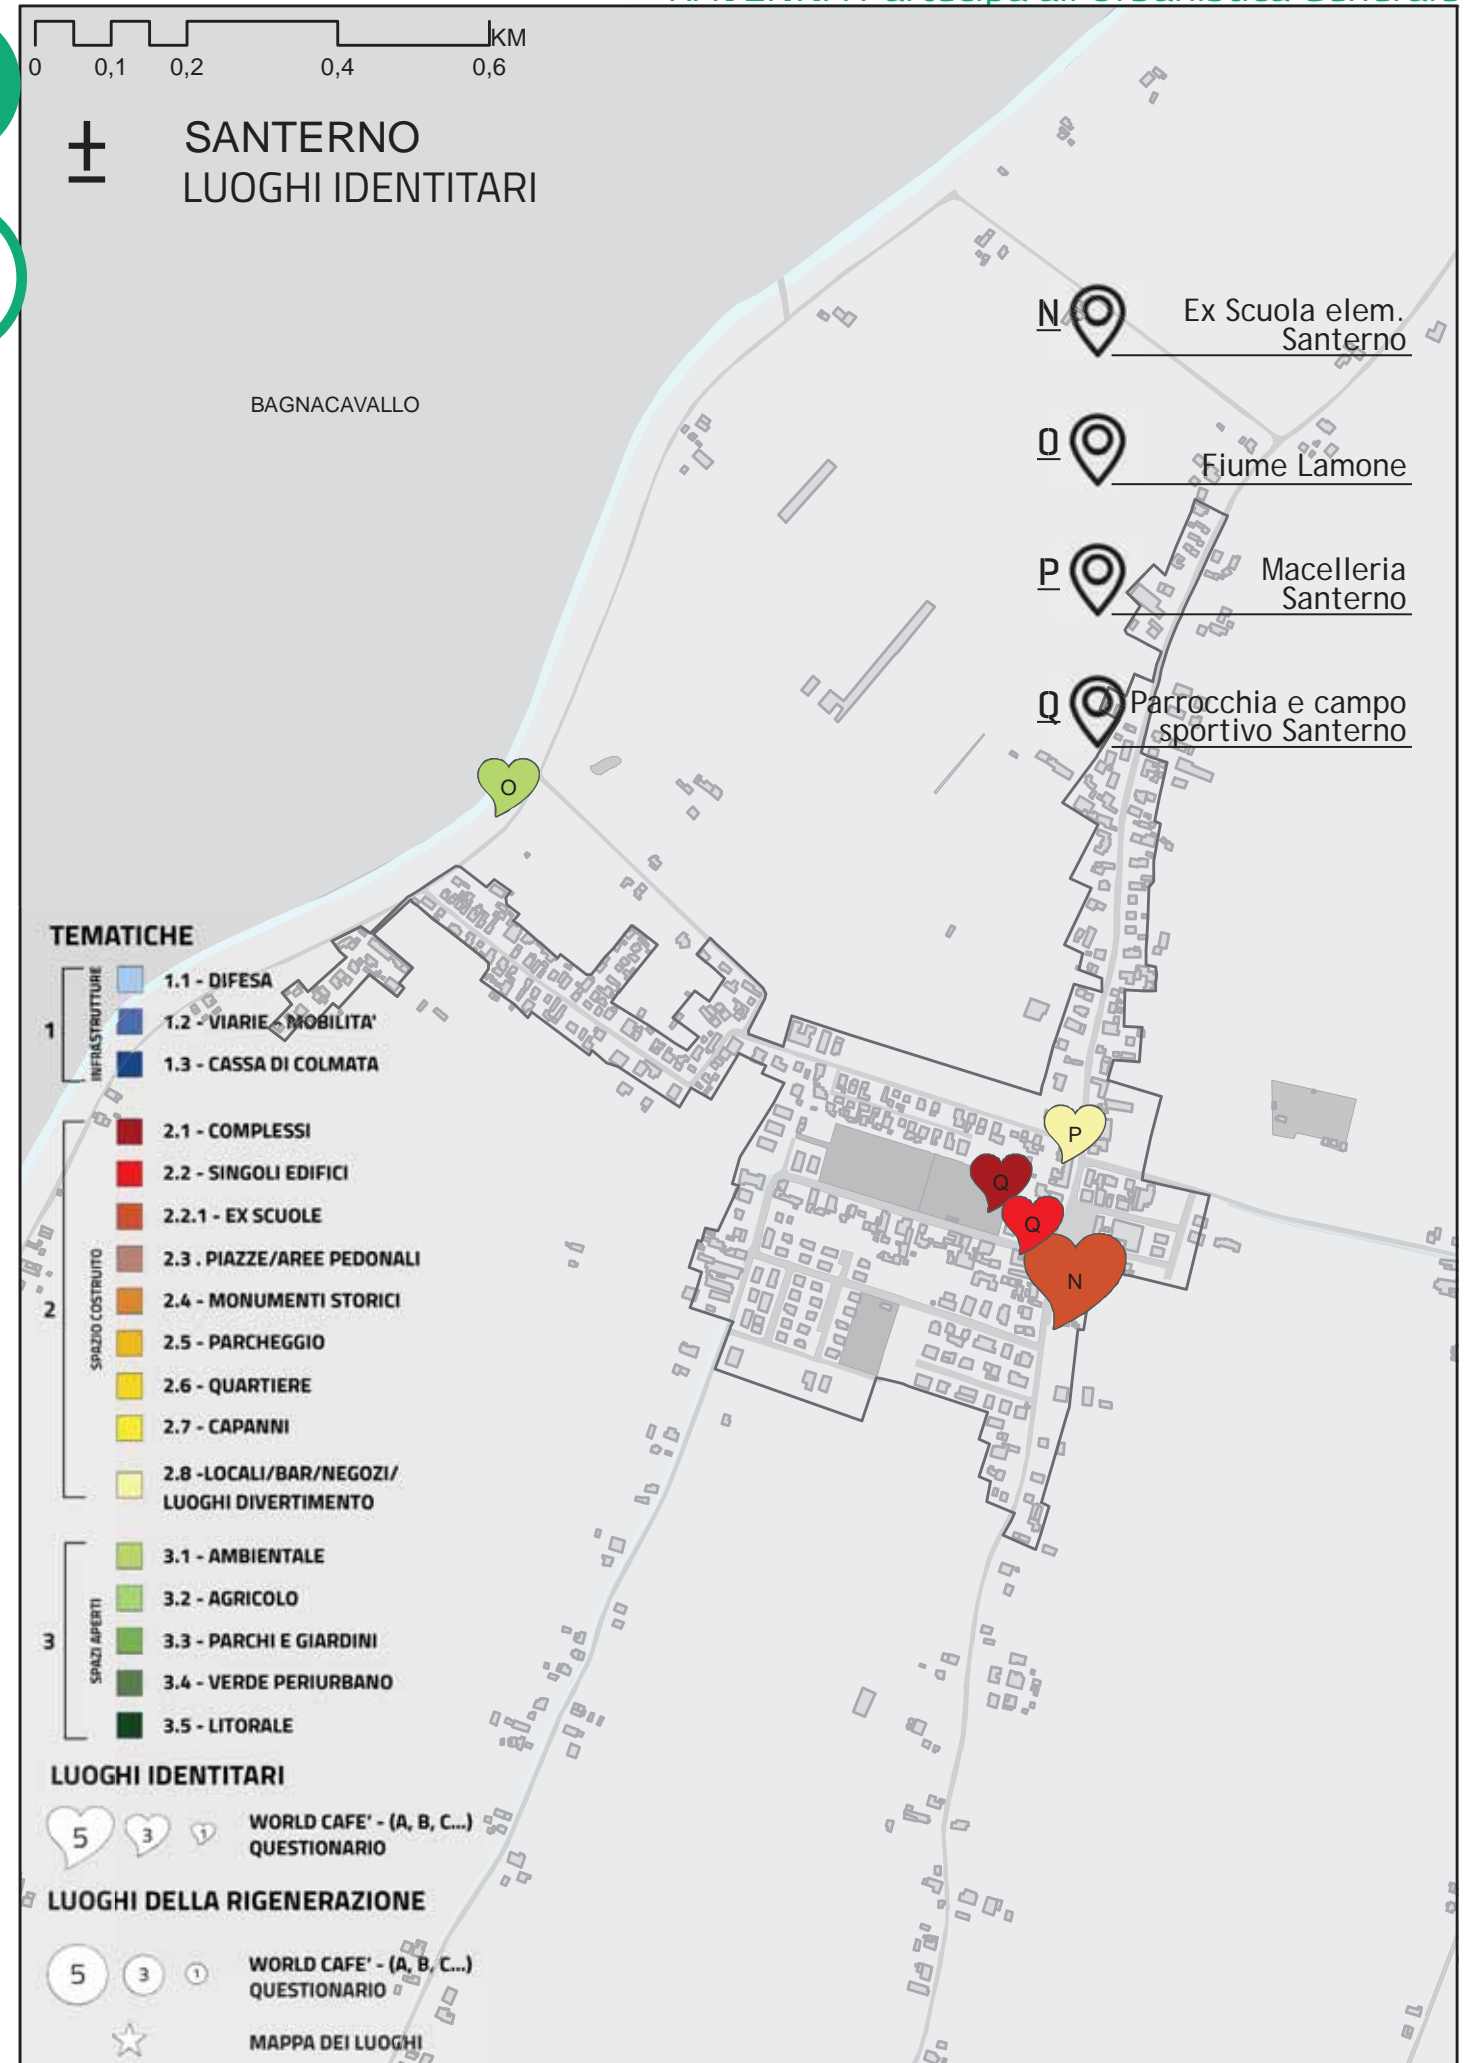 KM
0 0,1 0,2 0,4 0,6
SANTERNO
LUOGHI IDENTITARI
BAGNACAVALLO
N Ex Scuola elem.
Santerno
O Fiume Lamone
P Macelleria
Santerno
Q Parrocchia e campo
sportivo Santerno
O
P
Q
Q
N
TEMATICHE
1 INFRASTRUTTURE
1.1 - DIFESA
1.2 - VIARIE - MOBILITA'
1.3 - CASSA DI COLMATA
2 SPAZIO COSTRUITO
2.1 - COMPLESSI
2.2 - SINGOLI EDIFICI
2.2.1 - EX SCUOLE
2.3 . PIAZZE/AREE PEDONALI
2.4 - MONUMENTI STORICI
2.5 - PARCHEGGIO
2.6 - QUARTIERE
2.7 - CAPANNI
2.8 -LOCALI/BAR/NEGOZI/
LUOGHI DIVERTIMENTO
3 SPAZI APERTI
3.1 - AMBIENTALE
3.2 - AGRICOLO
3.3 - PARCHI E GIARDINI
3.4 - VERDE PERIURBANO
3.5 - LITORALE
LUOGHI IDENTITARI
5 3 1 WORLD CAFE' - (A, B, C...)
QUESTIONARIO
LUOGHI DELLA RIGENERAZIONE
5 3 1 WORLD CAFE' - (A, B, C...)
QUESTIONARIO
MAPPA DEI LUOGHI